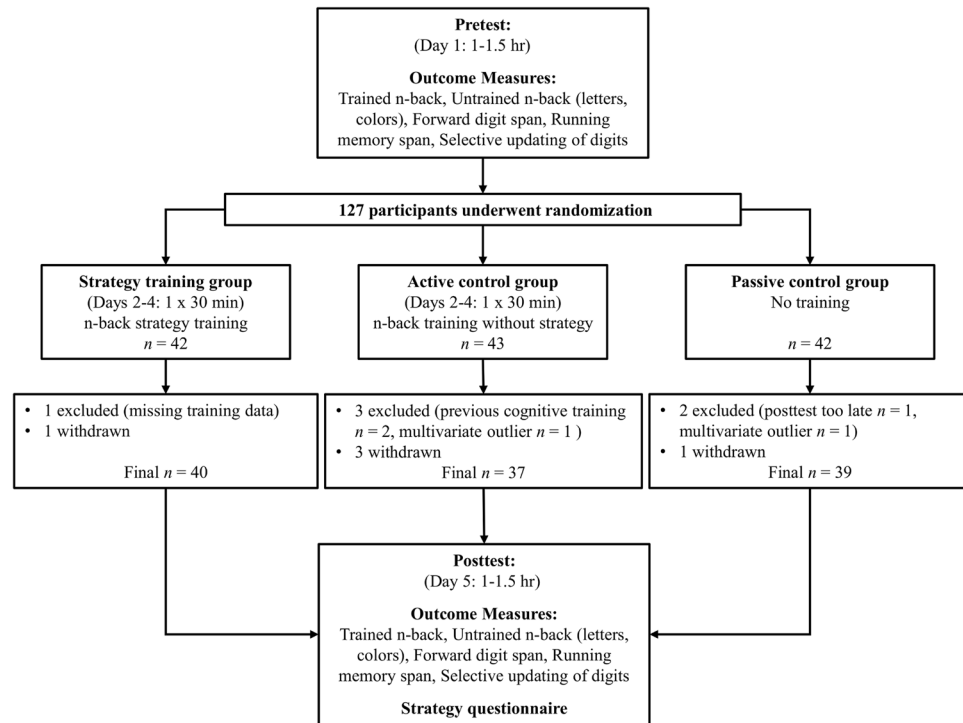 Pretest:
(Day 1: 1-1.5 hr)
Outcome Measures:
Trained n-back, Untrained n-back (letters,
colors), Forward digit span, Running
memory span, Selective updating of digits
127 participants underwent randomization
Strategy training group
(Days 2-4: 1 x 30 min)
n-back strategy training
n = 42
Active control group
(Days 2-4: 1 x 30 min)
n-back training without strategy
n = 43
Passive control group
No training
n = 42
• 1 excluded (missing training data)
• 1 withdrawn
Final n = 40
• 3 excluded (previous cognitive training
n = 2, multivariate outlier n = 1 )
• 3 withdrawn
Final n = 37
• 2 excluded (posttest too late n = 1,
multivariate outlier n = 1)
• 1 withdrawn
Final n = 39
Posttest:
(Day 5: 1-1.5 hr)
Outcome Measures:
Trained n-back, Untrained n-back (letters,
colors), Forward digit span, Running
memory span, Selective updating of digits
Strategy questionnaire